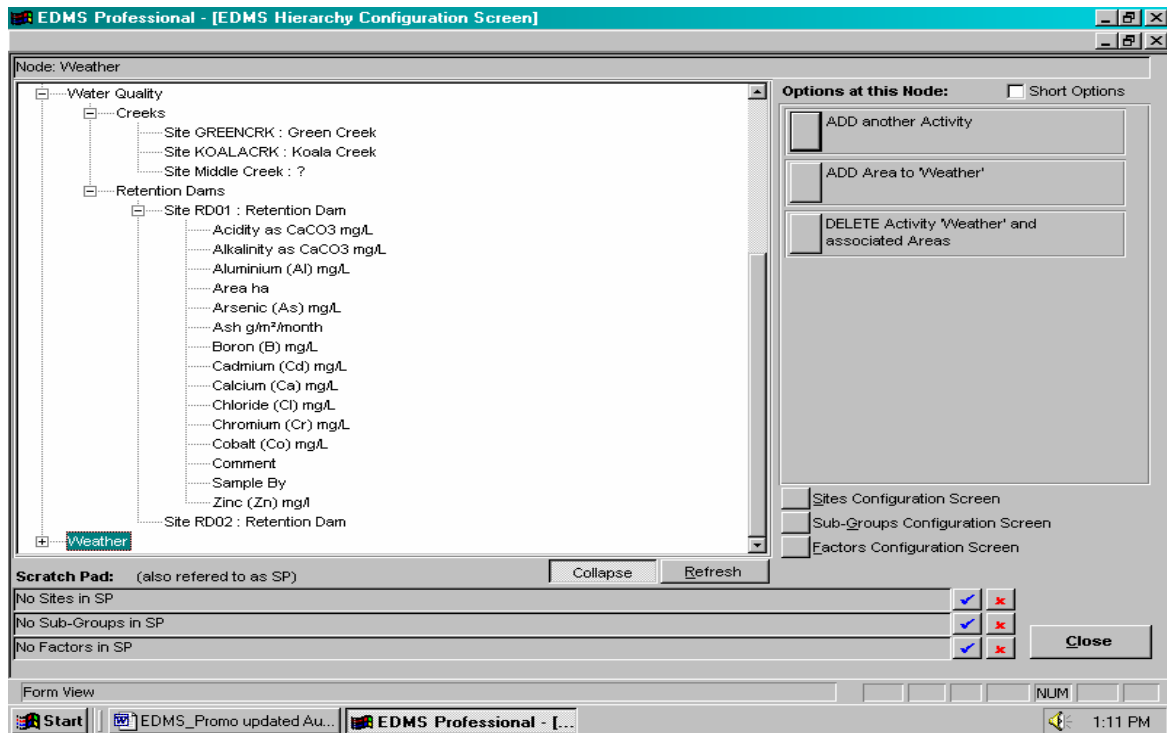 EDMS Professional - [EDMS Hierarchy Configuration Screen]
Node: Weather
Water Quality
Creeks
Site GREENCRK : Green Creek
Site KOALACRK : Koala Creek
Site Middle Creek : ?
Retention Dams
Site RD01 : Retention Dam
Acidity as CaCO3 mg/L
Alkalinity as CaCO3 mg/L
Aluminium (Al) mg/L
Area ha
Arsenic (As) mg/L
Ash g/m²/month
Boron (B) mg/L
Cadmium (Cd) mg/L
Calcium (Ca) mg/L
Chloride (Cl) mg/L
Chromium (Cr) mg/L
Cobalt (Co) mg/L
Comment
Sample By
Zinc (Zn) mg/l
Site RD02 : Retention Dam
Weather
Options at this Node: Short Options
ADD another Activity
ADD Area to 'Weather'
DELETE Activity 'Weather' and
associated Areas
Sites Configuration Screen
Sub-Groups Configuration Screen
Factors Configuration Screen
Scratch Pad: (also refered to as SP) Collapse Refresh
No Sites in SP
No Sub-Groups in SP
No Factors in SP
Close
Form View NUM
Start EDMS_Promo updated Au... EDMS Professional - [... 1:11 PM